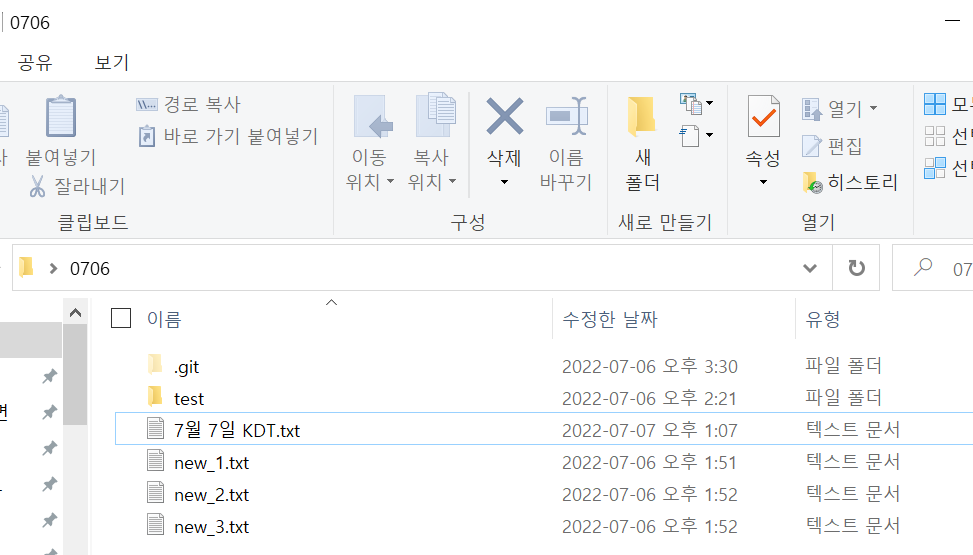 0706
공유 보기
경로 복사
바로 가기 붙여넣기
붙여넣기
잘라내기
클립보드
이동 위치
복사 위치
삭제
이름 바꾸기
구성
새 폴더
새로 만들기
속성
열기
편집
히스토리
열기
0706
07
이름 수정한 날짜 유형
.git 2022-07-06 오후 3:30 파일 폴더
test 2022-07-06 오후 2:21 파일 폴더
7월 7일 KDT.txt 2022-07-07 오후 1:07 텍스트 문서
new_1.txt 2022-07-06 오후 1:51 텍스트 문서
new_2.txt 2022-07-06 오후 1:52 텍스트 문서
new_3.txt 2022-07-06 오후 1:52 텍스트 문서